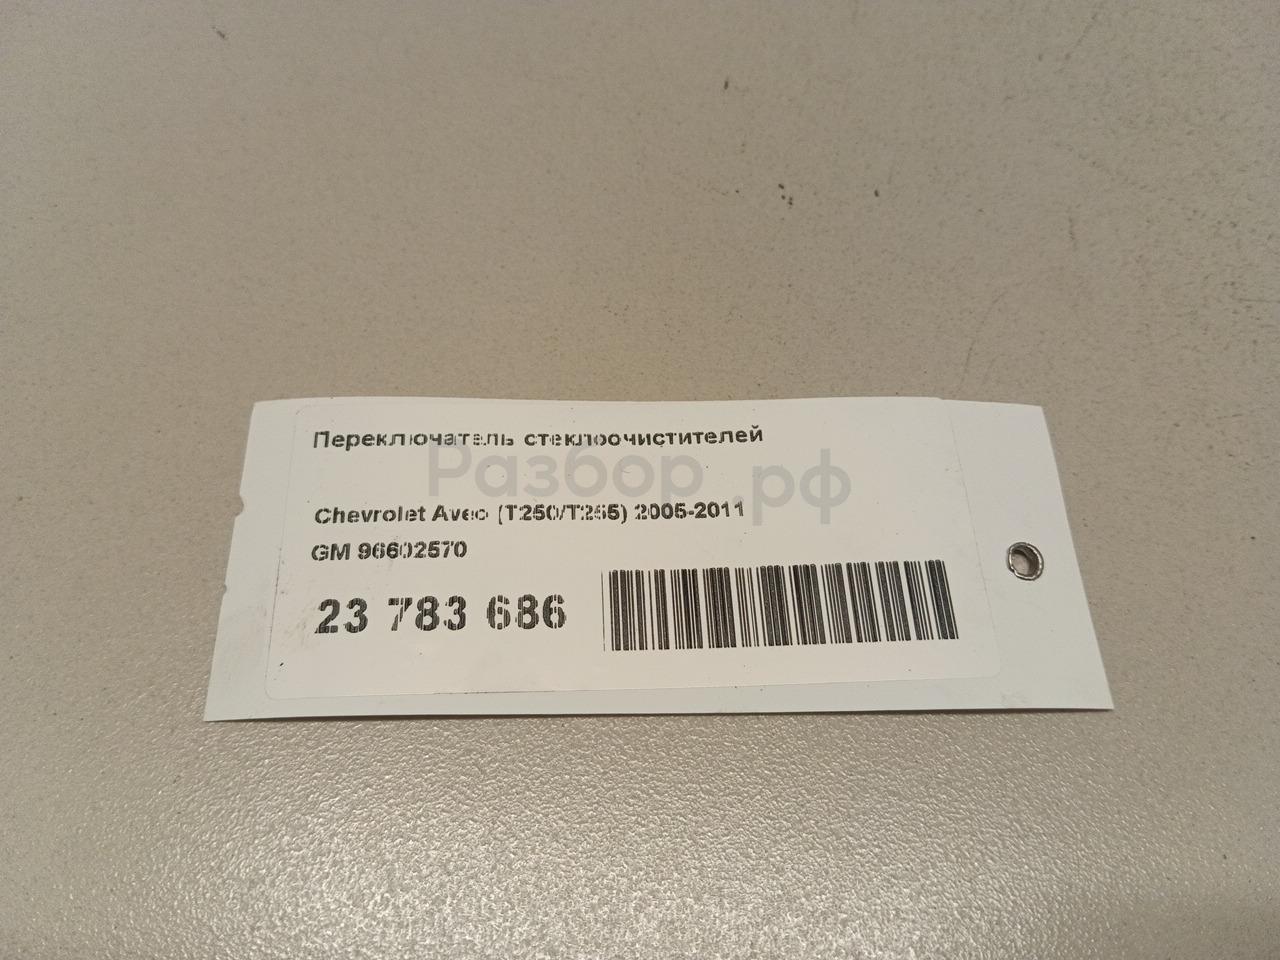 Переключатель стеклоочистителей
Разбор.рф
Chevrolet Aveo (T250/T255) 2005-2011
GM 96602570
23 783 686